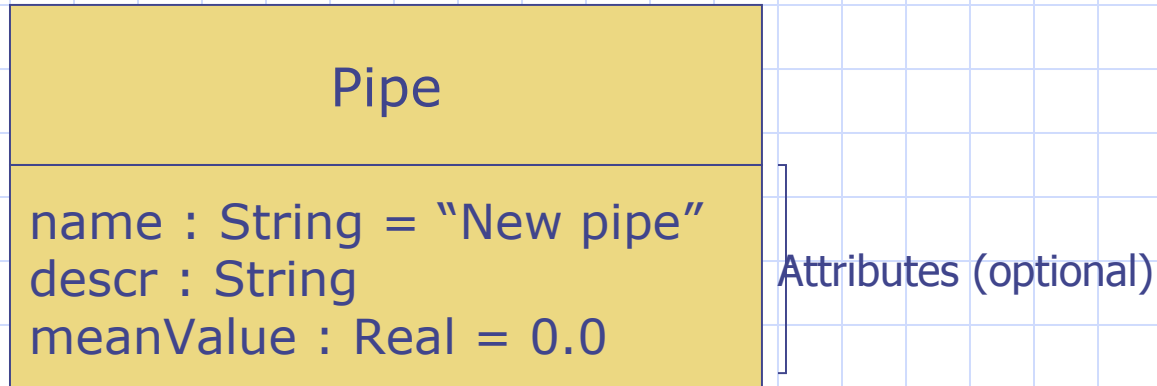 Pipe
name : String = “New pipe”
descr : String
meanValue : Real = 0.0
Attributes (optional)